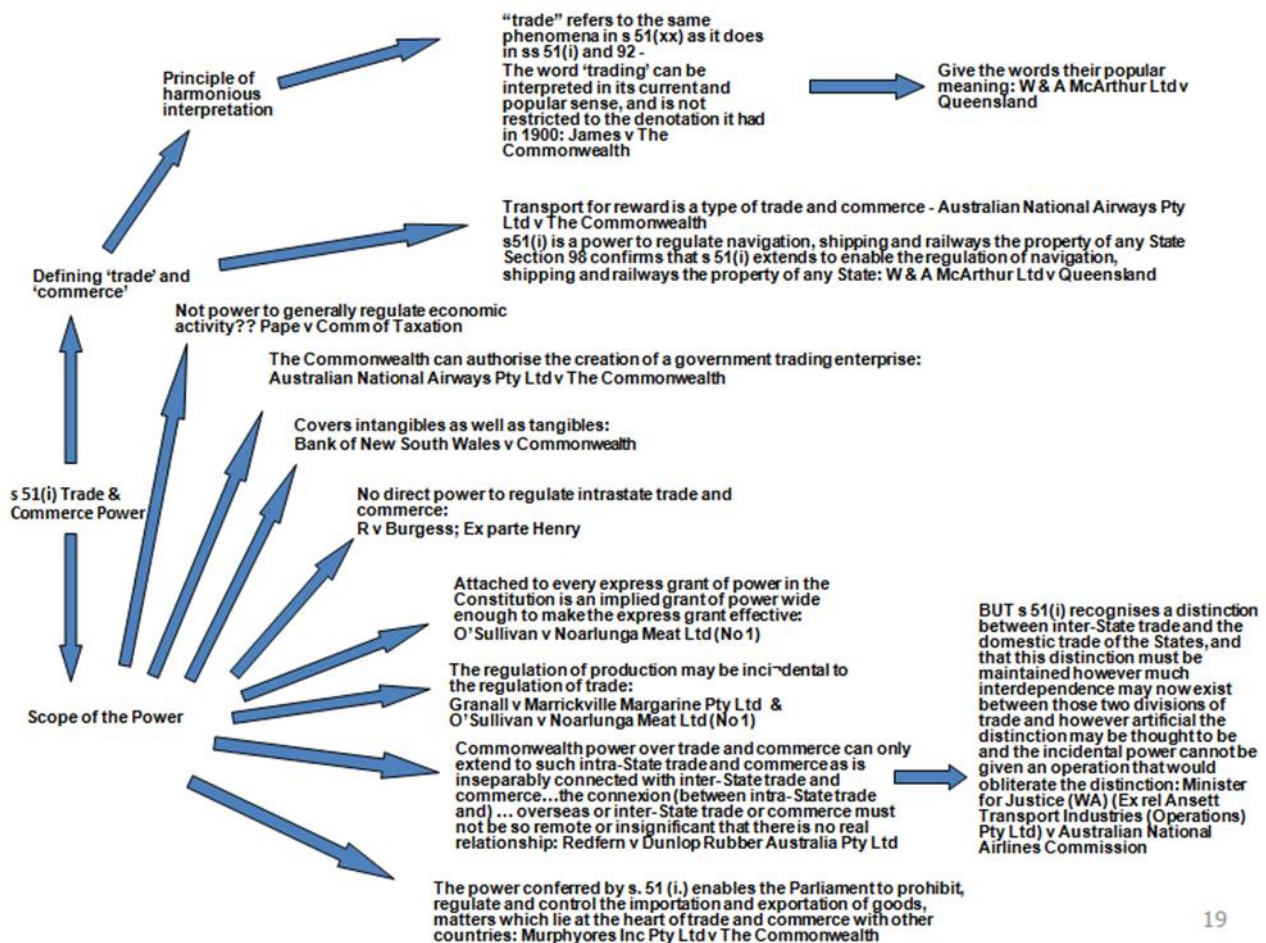 "trade" refers to the same
phenomena in s 51(xx) as it does
in ss 51(i) and 92 -
The word 'trading' can be
interpreted in its current and
popular sense, and is not
restricted to the denotation it had
in 1900: James v The
Commonwealth
Principle of
harmonious
interpretation
Give the words their popular
meaning: W & A McArthur Ltd v
Queensland
Transport for reward is a type of trade and commerce - Australian National Airways Pty
Ltd v The Commonwealth
s51(i) is a power to regulate navigation, shipping and railways the property of any State
Section 98 confirms that s 51(i) extends to enable the regulation of navigation,
shipping and railways the property of any State: W & A McArthur Ltd v Queensland
Defining 'trade' and
'commerce'
Not power to generally regulate economic
activity?? Pape v Comm of Taxation
The Commonwealth can authorise the creation of a government trading enterprise:
Australian National Airways Pty Ltd v The Commonwealth
Covers intangibles as well as tangibles:
Bank of New South Wales v Commonwealth
s 51(i) Trade &
Commerce Power
No direct power to regulate intrastate trade and
commerce:
R v Burgess; Ex parte Henry
Attached to every express grant of power in the
Constitution is an implied grant of power wide
enough to make the express grant effective:
O'Sullivan v Noarlunga Meat Ltd (No 1)
The regulation of production may be inci¬dental to
the regulation of trade:
Granall v Marrickville Margarine Pty Ltd &
O'Sullivan v Noarlunga Meat Ltd (No 1)
Scope of the Power
Commonwealth power over trade and commerce can only
extend to such intra-State trade and commerce as is
inseparably connected with inter-State trade and
commerce...the connexion (between intra-State trade
and) ... overseas or inter-State trade or commerce must
not be so remote or insignificant that there is no real
relationship: Redfern v Dunlop Rubber Australia Pty Ltd
BUT s 51(i) recognises a distinction
between inter-State trade and the
domestic trade of the States, and
that this distinction must be
maintained however much
interdependence may now exist
between those two divisions of
trade and however artificial the
distinction may be thought to be
and the incidental power cannot be
given an operation that would
obliterate the distinction: Minister
for Justice (WA) (Ex rel Ansett
Transport Industries (Operations)
Pty Ltd) v Australian National
Airlines Commission
The power conferred by s. 51 (i.) enables the Parliament to prohibit,
regulate and control the importation and exportation of goods,
matters which lie at the heart of trade and commerce with other
countries: Murphyores Inc Pty Ltd v The Commonwealth
19